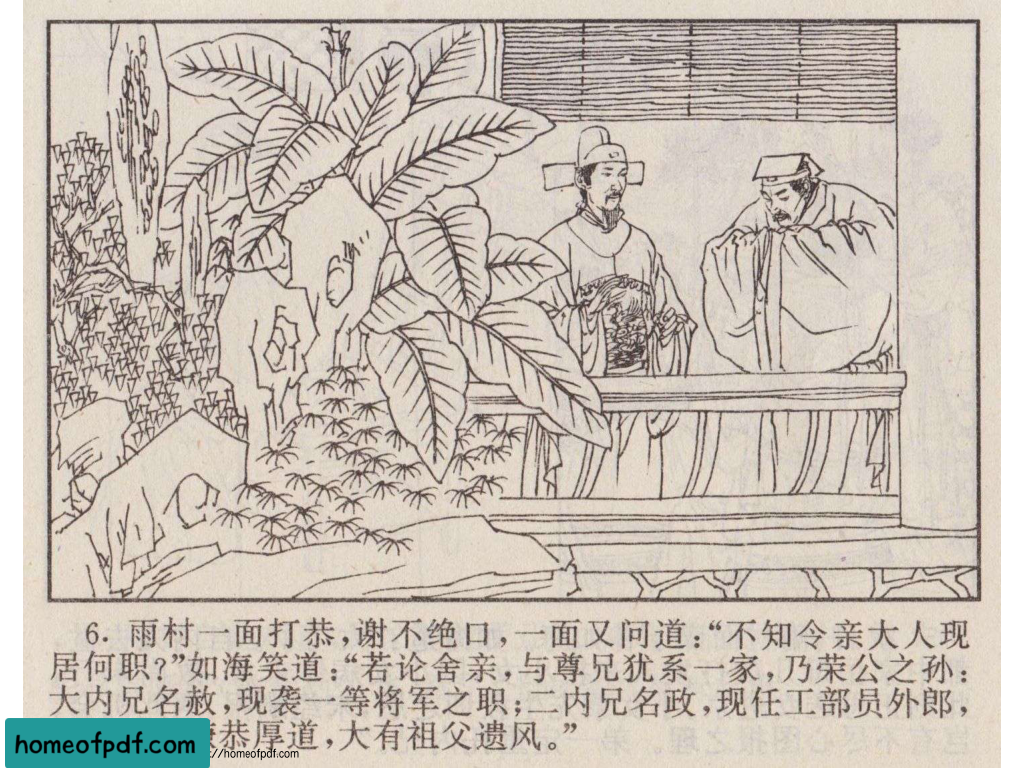 6. 雨村一面打恭，谢不绝口，一面又问道：“不知令亲大人现
居何职？”如海笑道：“若论舍亲，与尊兄犹系一家，乃荣公之孙：
大内兄名赦，现袭一等将军之职；二内兄名政，现任工部员外郎，
恭厚道，大有祖父遗风。”
homeofpdf.com
//homeofpdf.com